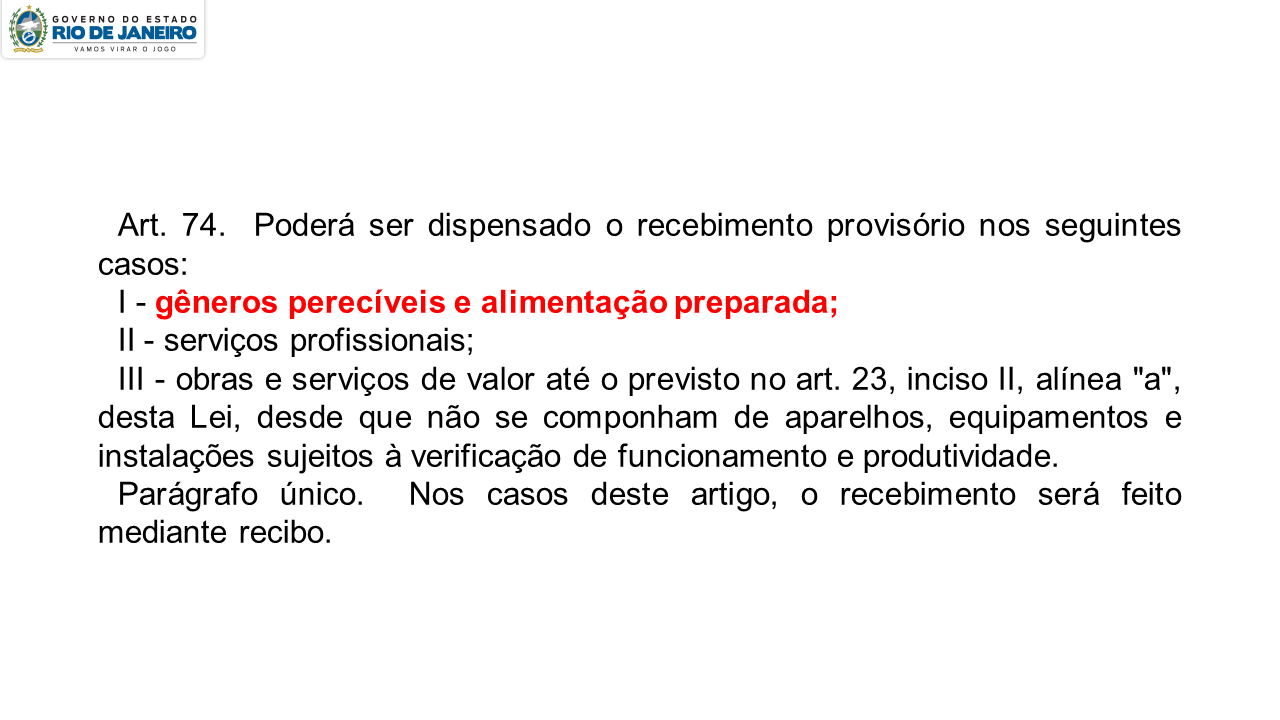 GOVERNO DO ESTADO
RIO DE JANEIRO
VAMOS VIRAR O JOGO
Art. 74. Poderá ser dispensado o recebimento provisório nos seguintes
casos:
I - gêneros perecíveis e alimentação preparada;
II - serviços profissionais;
III - obras e serviços de valor até o previsto no art. 23, inciso II, alínea "a",
desta Lei, desde que não se componham de aparelhos, equipamentos e
instalações sujeitos à verificação de funcionamento e produtividade.
Parágrafo único. Nos casos deste artigo, o recebimento será feito
mediante recibo.